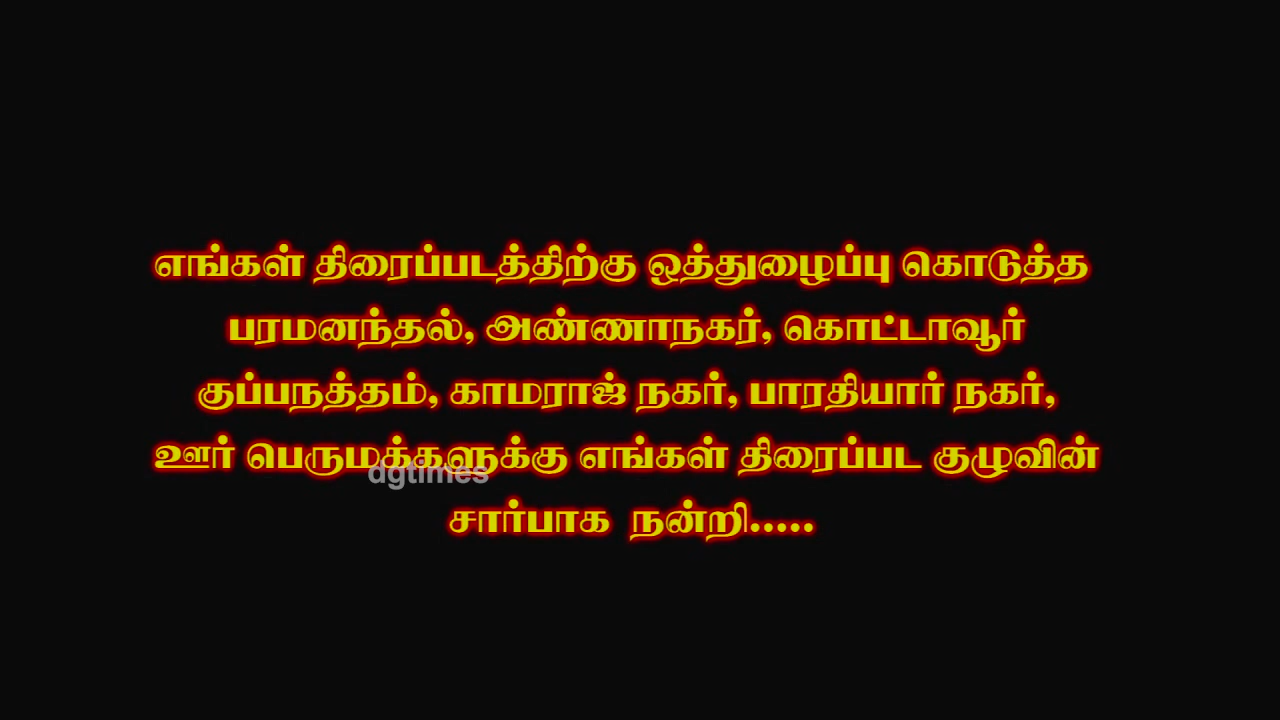 எங்கள் திரைப்படத்திற்கு ஒத்துழைப்பு கொடுத்த
பரமனந்தல், அண்ணாநகர், கொட்டாவூர்
குப்பநத்தம், காமராஜ் நகர், பாரதியார் நகர்,
ஊர் பெருமக்களுக்கு எங்கள் திரைப்பட குழுவின்
dgtimes
சார்பாக நன்றி.....